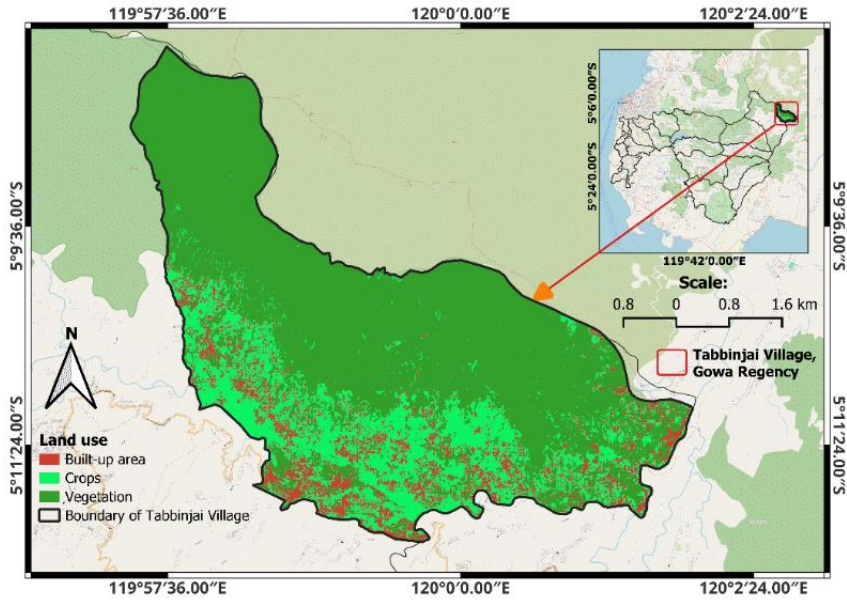 119°57′36.00″E 120°0′0.00″E 120°2′24.00″E
5°9′36.00″S
5°11′24.00″S
5°6′0.00″S
5°24′0.00″S
119°42′0.00″E
5°9′36.00″S
5°11′24.00″S
Scale:
0.8 0 0.8 1.6 km
Tabbinjai Village,
Gowa Regency
N
Land use
Built-up area
Crops
Vegetation
Boundary of Tabbinjai Village
119°57′36.00″E 120°0′0.00″E 120°2′24.00″E